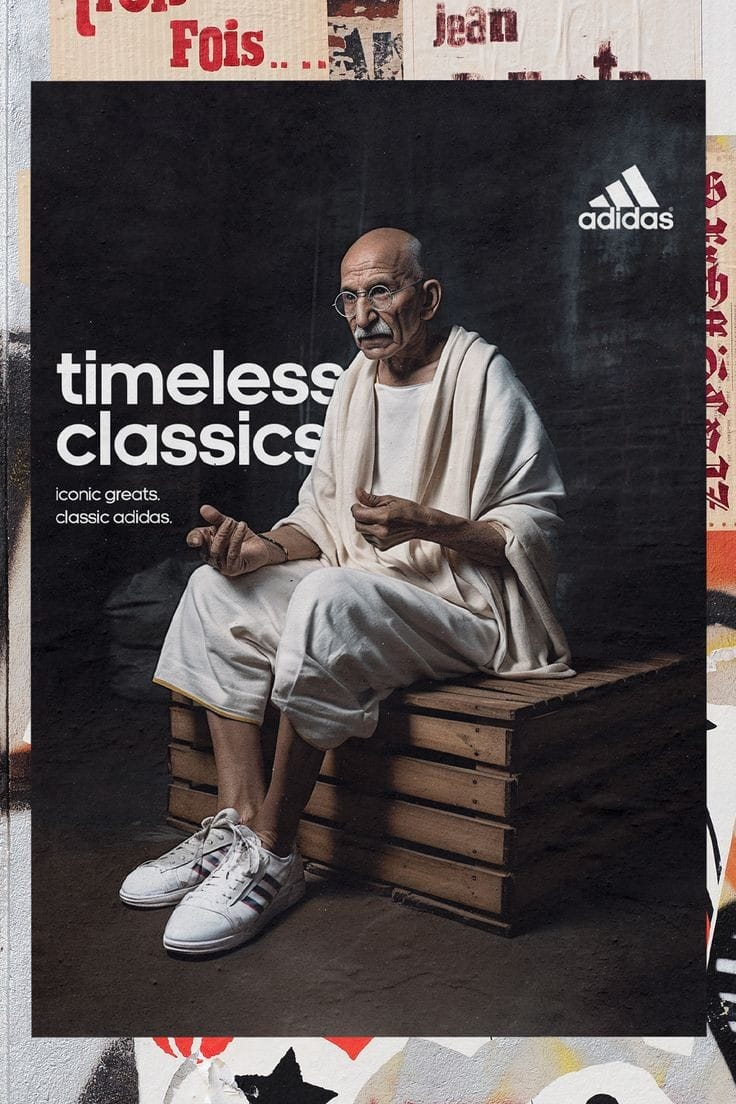 Fois....
jean
adidas
timeless
classics
iconic greats.
classic adidas.